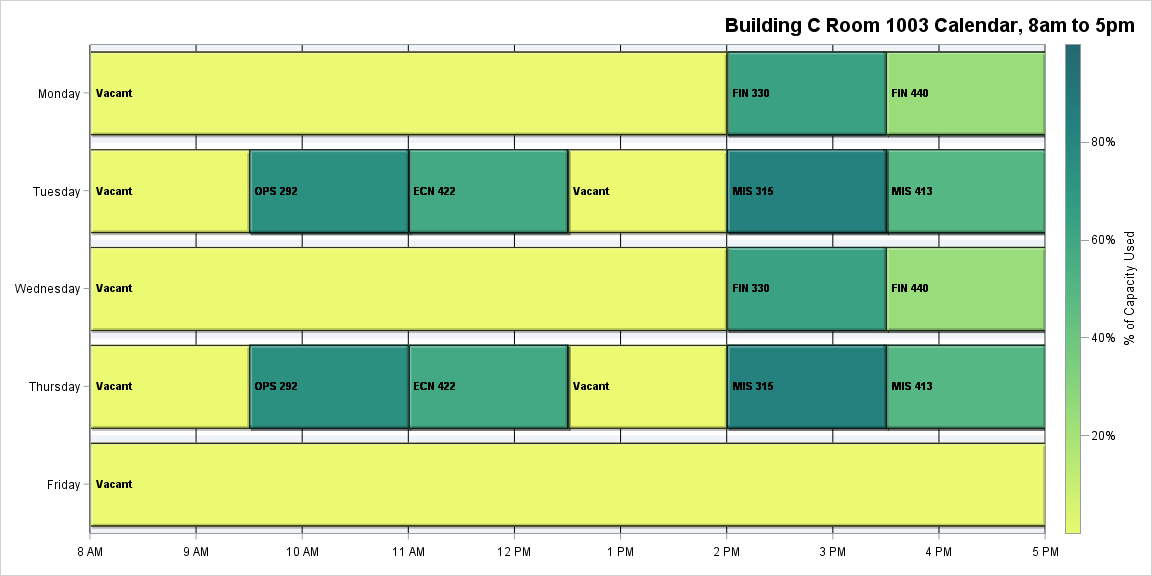 Building C Room 1003 Calendar, 8am to 5pm
Monday
Vacant
FIN 330
FIN 440
Tuesday
Vacant
OPS 292
ECN 422
Vacant
MIS 315
MIS 413
Wednesday
Vacant
FIN 330
FIN 440
Thursday
Vacant
OPS 292
ECN 422
Vacant
MIS 315
MIS 413
Friday
Vacant
8 AM
9 AM
10 AM
11 AM
12 PM
1 PM
2 PM
3 PM
4 PM
5 PM
80%
60%
40%
20%
% of Capacity Used